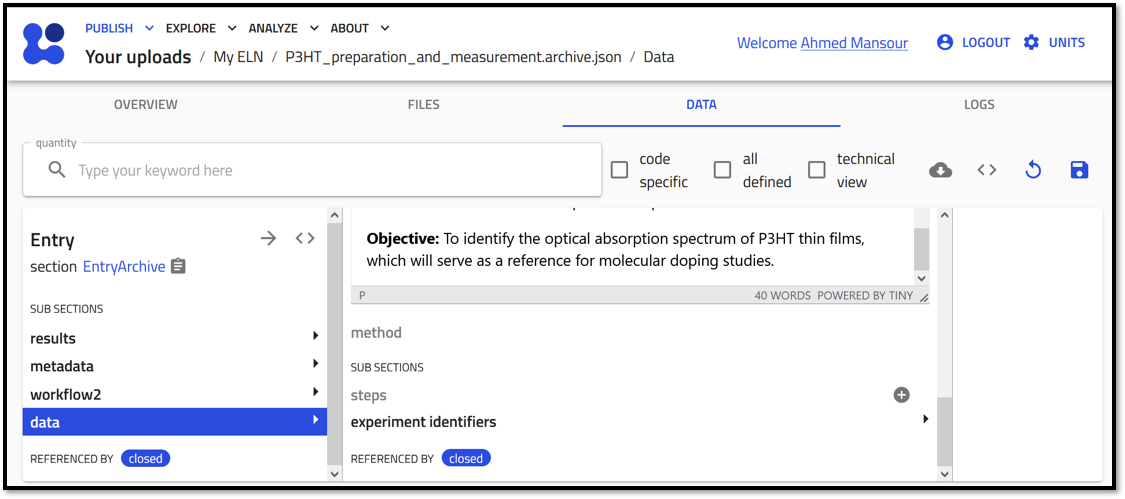 PUBLISH EXPLORE ANALYZE ABOUT
Your uploads / My ELN / P3HT_preparation_and_measurement.archive.json / Data
Welcome Ahmed Mansour
LOGOUT
UNITS
OVERVIEW FILES DATA LOGS
quantity
Type your keyword here
code
specific
all
defined
technical
view
Entry
section EntryArchive
SUB SECTIONS
results
metadata
workflow2
data
REFERENCED BY closed
Objective: To identify the optical absorption spectrum of P3HT thin films,
which will serve as a reference for molecular doping studies.
P 40 WORDS POWERED BY TINY
method
SUB SECTIONS
steps
experiment identifiers
REFERENCED BY closed